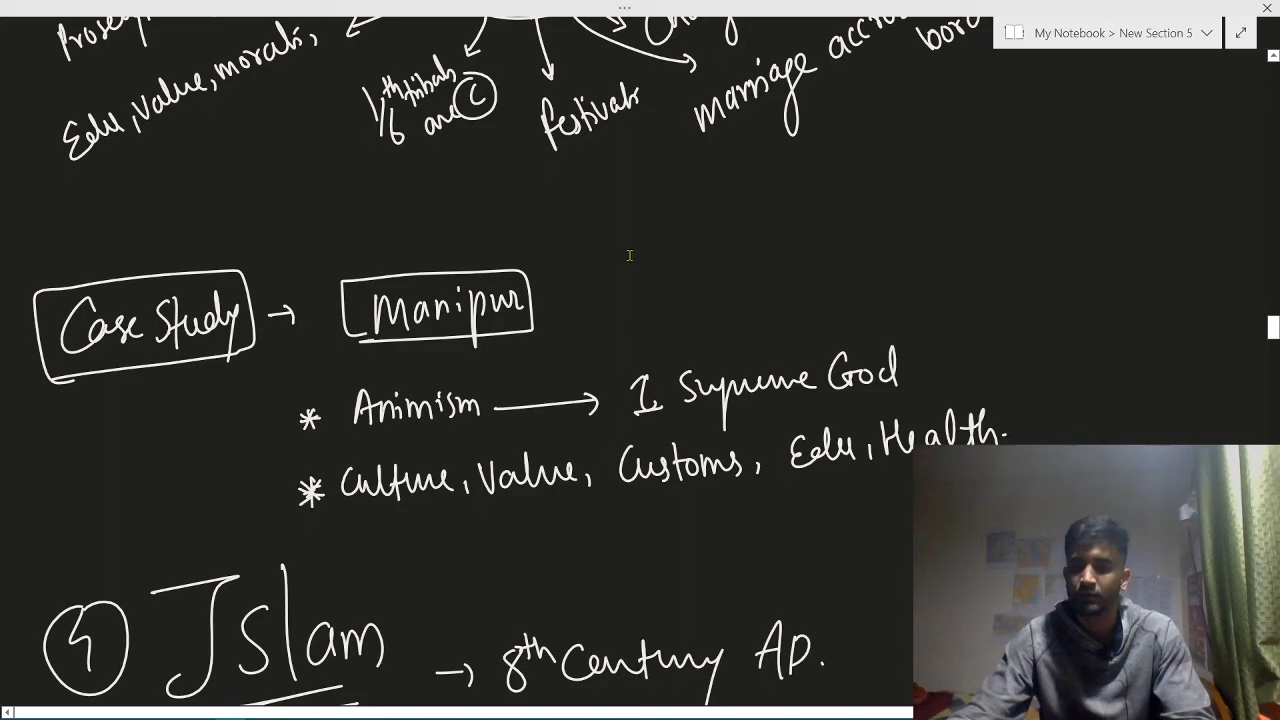 My Notebook > New Section 5
Edu, Value, morals,
1/6th tribals
are C
festivals
marriage
Case Study → Manipur
* Animism → 1 Supreme God
* Culture, Value, Customs, Edu, Health.
4 Islam → 8th Century AD.